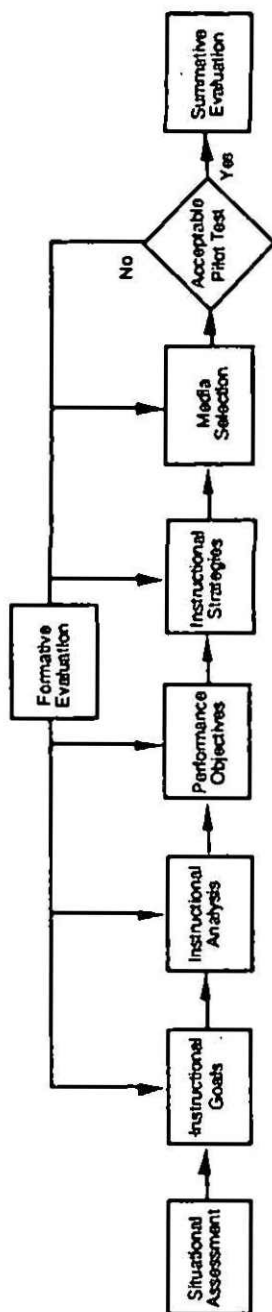 Formative
Evaluation
Situational
Assessment
Instructional
Goals
Instructional
Analysis
Performance
Objectives
Instructional
Strategies
Media
Selection
Acceptable
Pilot Test
No
Yes
Summative
Evaluation